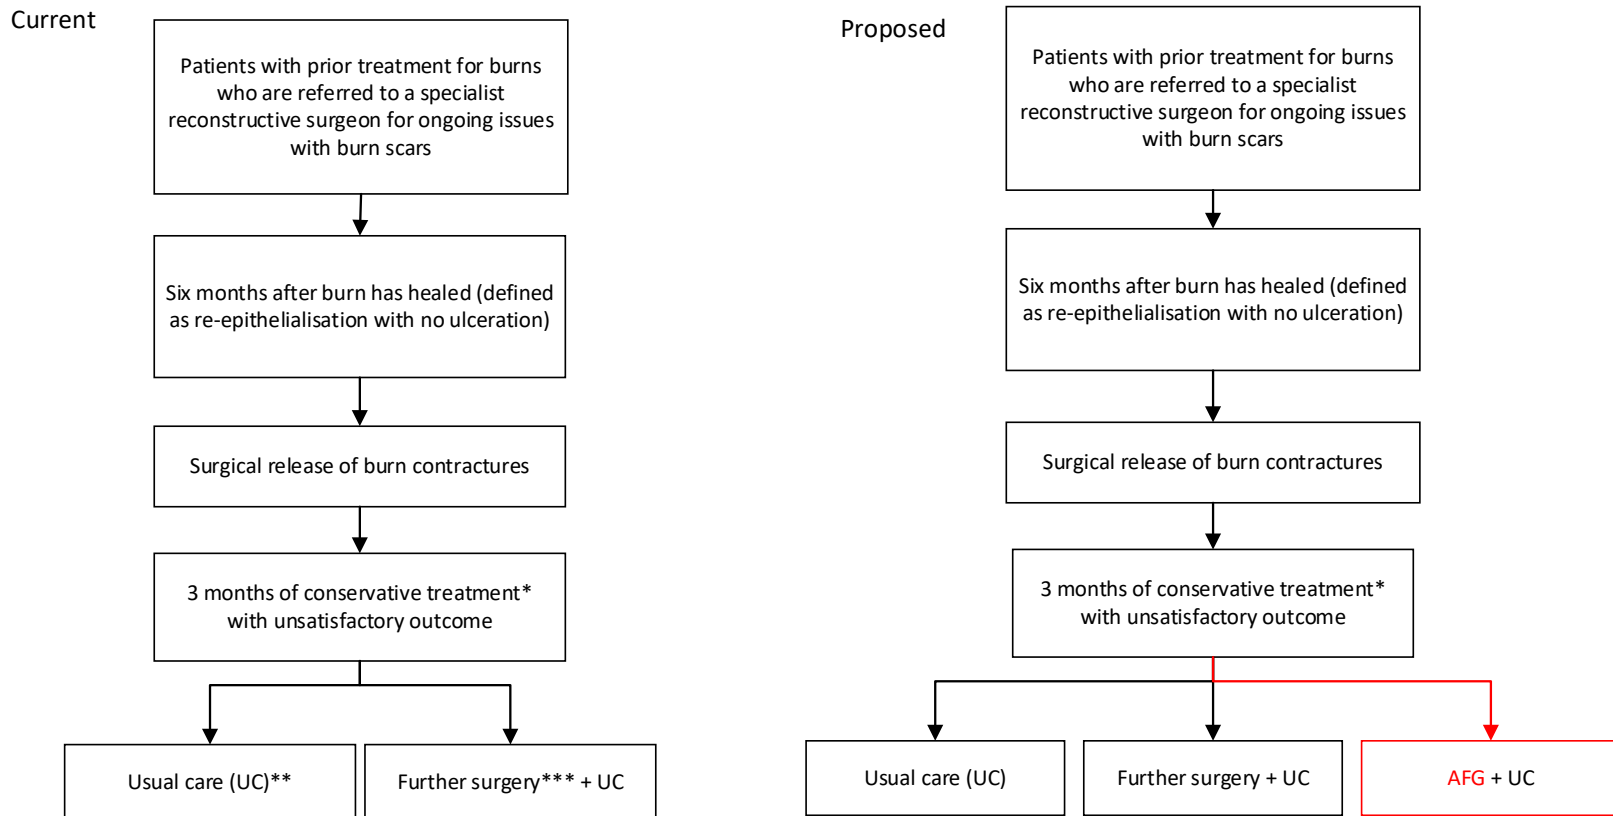 Current
Patients with prior treatment for burns
who are referred to a specialist
reconstructive surgeon for ongoing issues
with burn scars
Six months after burn has healed (defined
as re-epithelialisation with no ulceration)
Surgical release of burn contractures
3 months of conservative treatment*
with unsatisfactory outcome
Usual care (UC)**
Further surgery*** + UC
Proposed
Patients with prior treatment for burns
who are referred to a specialist
reconstructive surgeon for ongoing issues
with burn scars
Six months after burn has healed (defined
as re-epithelialisation with no ulceration)
Surgical release of burn contractures
3 months of conservative treatment*
with unsatisfactory outcome
Usual care (UC)
Further surgery + UC
AFG + UC